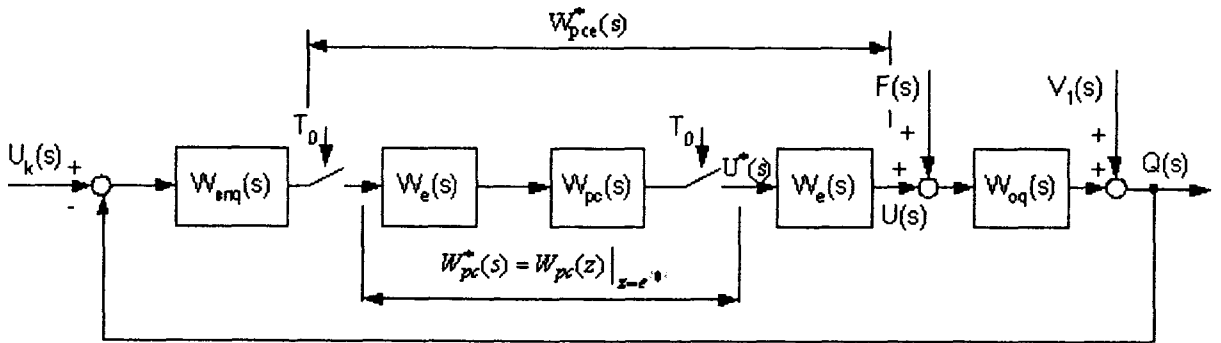 W*pce(s)
F(s)
V1(s)
T0
T0
Uk(s)
+
-
Wenq(s)
We(s)
Wpc(s)
U*(s)
We(s)
+
+
U(s)
Woq(s)
+
+
Q(s)
W*pc(s) = Wpc(z)|